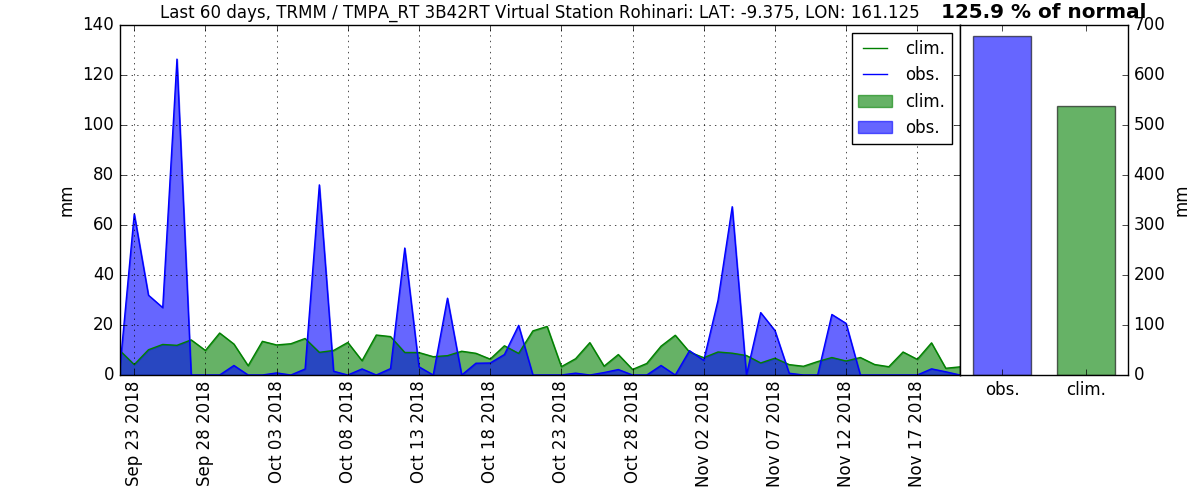 Last 60 days, TRMM / TMPA_RT 3B42RT Virtual Station Rohinari: LAT: -9.375, LON: 161.125
125.9 % of normal
mm
140
120
100
80
60
40
20
0
clim.
obs.
clim.
obs.
Sep 23 2018
Sep 28 2018
Oct 03 2018
Oct 08 2018
Oct 13 2018
Oct 18 2018
Oct 23 2018
Oct 28 2018
Nov 02 2018
Nov 07 2018
Nov 12 2018
Nov 17 2018
700
600
500
400
300
200
100
0
mm
obs.
clim.